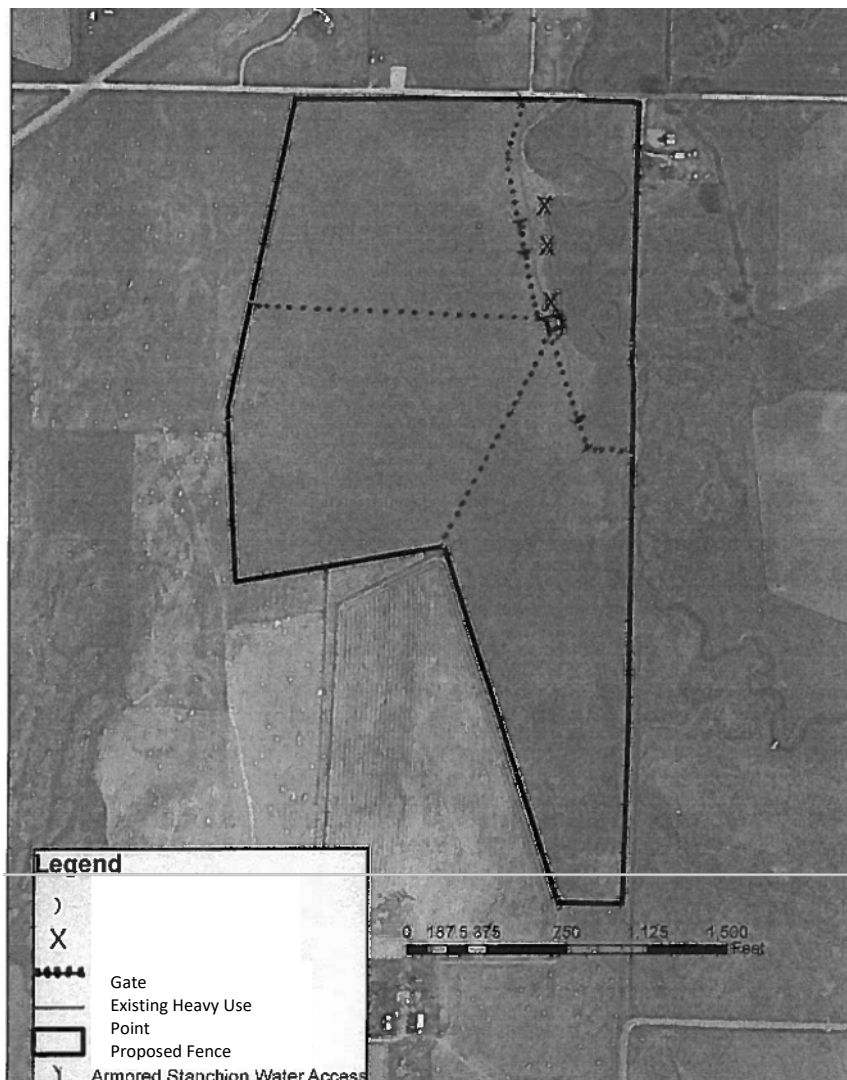 X
X
X
Legend
)
X
Gate
Existing Heavy Use
Point
Proposed Fence
0 187.5 375 750 1,125 1,500
Feet
Armored Stanchion Water Access